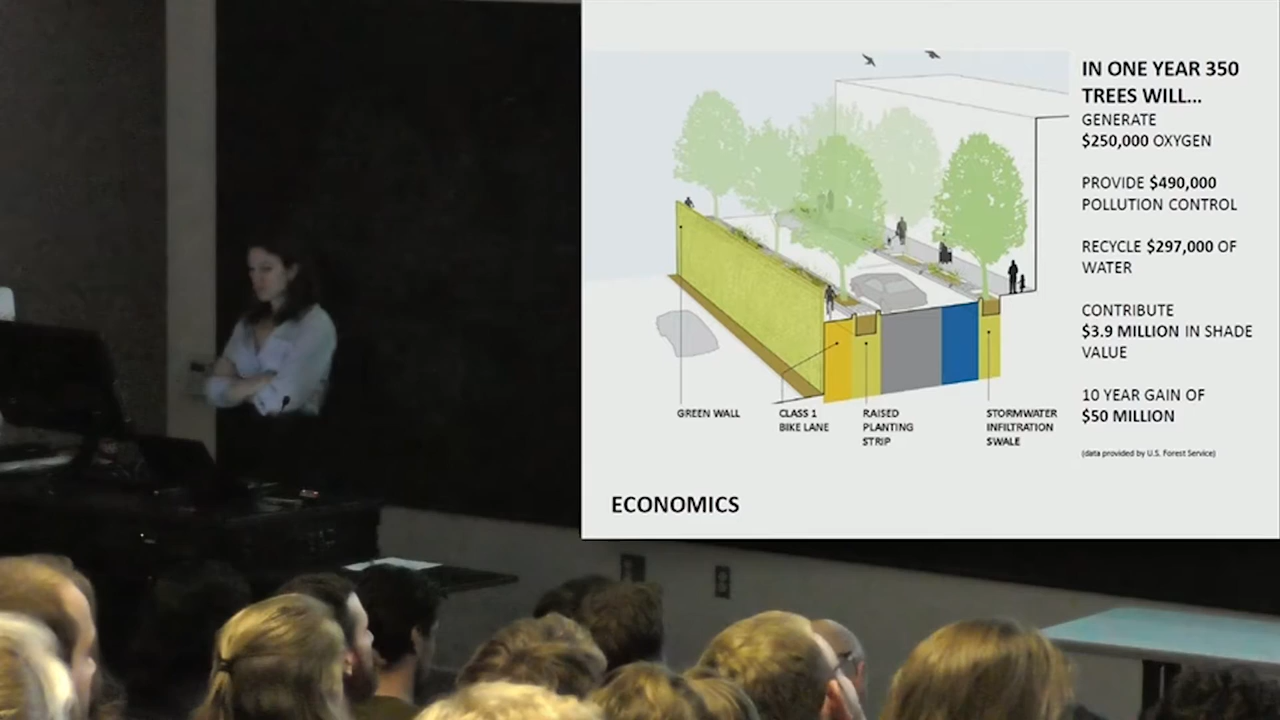 IN ONE YEAR 350
TREES WILL...
GENERATE
$250,000 OXYGEN
PROVIDE $490,000
POLLUTION CONTROL
RECYCLE $297,000 OF
WATER
CONTRIBUTE
$3.9 MILLION IN SHADE
VALUE
10 YEAR GAIN OF
$50 MILLION
(data provided by U.S. Forest Service)
GREEN WALL
CLASS 1
BIKE LANE
RAISED
PLANTING
STRIP
STORMWATER
INFILTRATION
SWALE
ECONOMICS